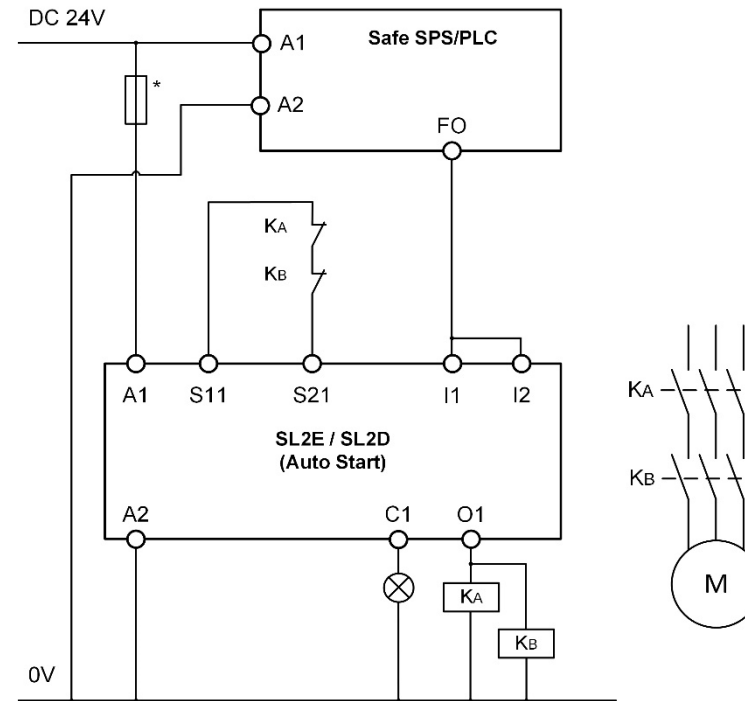 DC 24V
A1
Safe SPS/PLC
*
A2
FO
KA
KB
A1 S11 S21 I1 I2
SL2E / SL2D
(Auto Start)
A2 C1 O1
KA
KB
0V
KA
KB
M